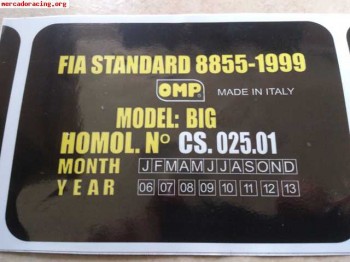 mercadoracing.org
FIA STANDARD 8855-1999
OMP MADE IN ITALY
MODEL: BIG
HOMOL. Nº CS. 025.01
MONTH J F M A M J J A S O N D
YEAR 06 07 08 09 10 11 12 13